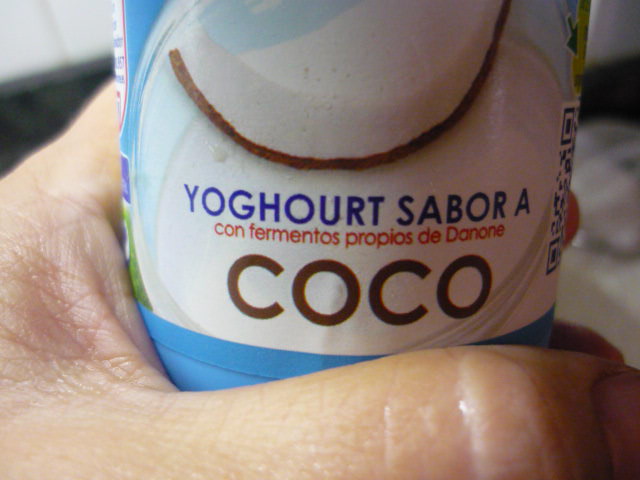 YOGHOURT SABOR A
con fermentos propios de Danone
COCO